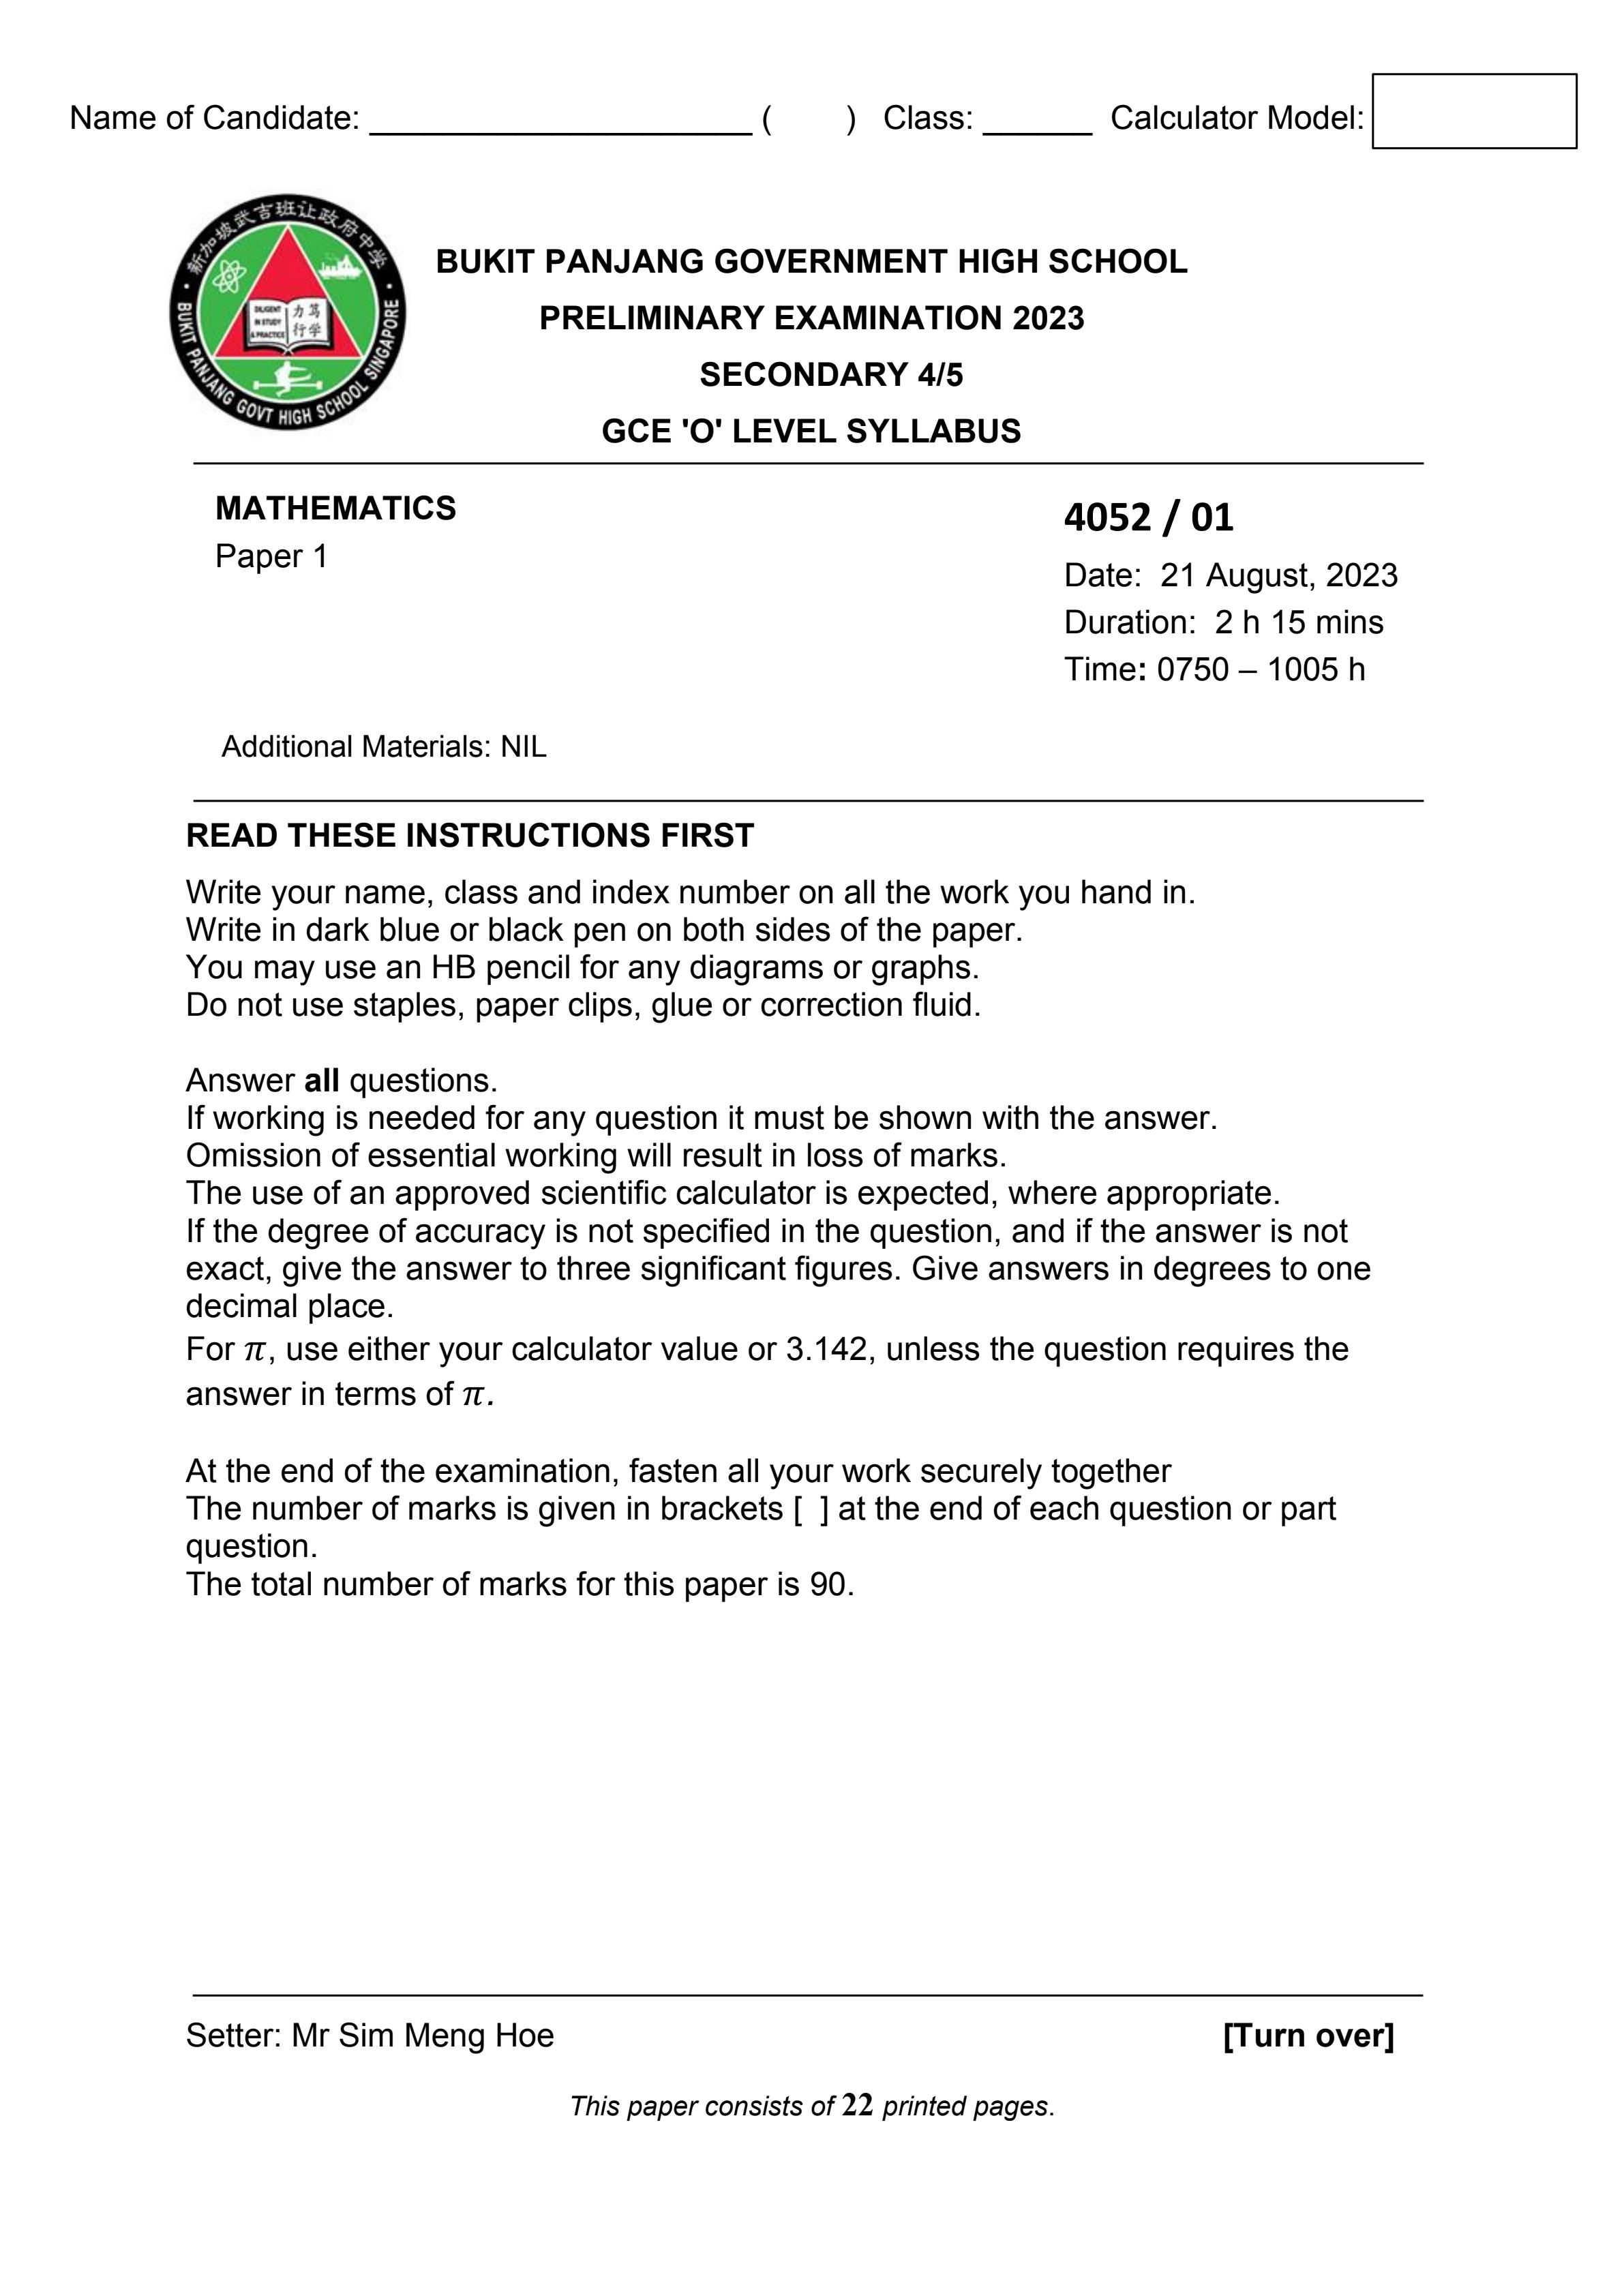 Name of Candidate: ______________________ ( ) Class: ______ Calculator Model:
新加坡武吉班让政府中学
BUKIT PANJANG GOVT HIGH SCHOOL SINGAPORE
DILIGENT IN STUDY & PRACTICE
力行 笃学
BUKIT PANJANG GOVERNMENT HIGH SCHOOL
PRELIMINARY EXAMINATION 2023
SECONDARY 4/5
GCE 'O' LEVEL SYLLABUS
MATHEMATICS
Paper 1
4052 / 01
Date: 21 August, 2023
Duration: 2 h 15 mins
Time: 0750 – 1005 h
Additional Materials: NIL
READ THESE INSTRUCTIONS FIRST
Write your name, class and index number on all the work you hand in.
Write in dark blue or black pen on both sides of the paper.
You may use an HB pencil for any diagrams or graphs.
Do not use staples, paper clips, glue or correction fluid.
Answer all questions.
If working is needed for any question it must be shown with the answer.
Omission of essential working will result in loss of marks.
The use of an approved scientific calculator is expected, where appropriate.
If the degree of accuracy is not specified in the question, and if the answer is not
exact, give the answer to three significant figures. Give answers in degrees to one
decimal place.
For π, use either your calculator value or 3.142, unless the question requires the
answer in terms of π.
At the end of the examination, fasten all your work securely together
The number of marks is given in brackets [ ] at the end of each question or part
question.
The total number of marks for this paper is 90.
Setter: Mr Sim Meng Hoe
[Turn over]
This paper consists of 22 printed pages.